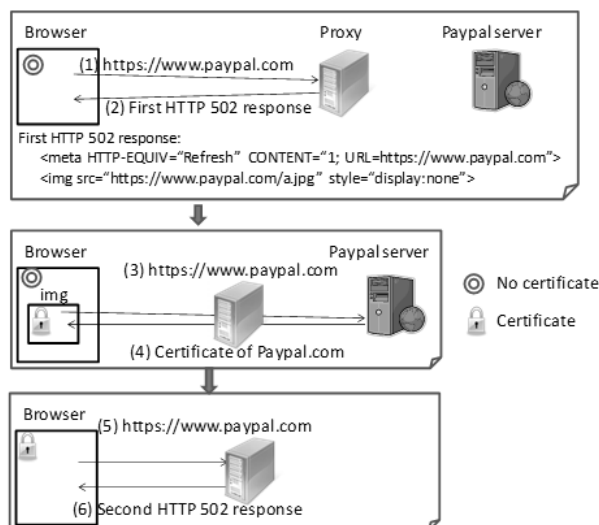 Browser
Proxy
Paypal server
(1) https://www.paypal.com
(2) First HTTP 502 response
First HTTP 502 response:
<meta HTTP-EQUIV=“Refresh” CONTENT=“1; URL=https://www.paypal.com”>
<img src=“https://www.paypal.com/a.jpg” style=“display:none”>
Browser
Paypal server
(3) https://www.paypal.com
img
(4) Certificate of Paypal.com
No certificate
Certificate
Browser
(5) https://www.paypal.com
(6) Second HTTP 502 response